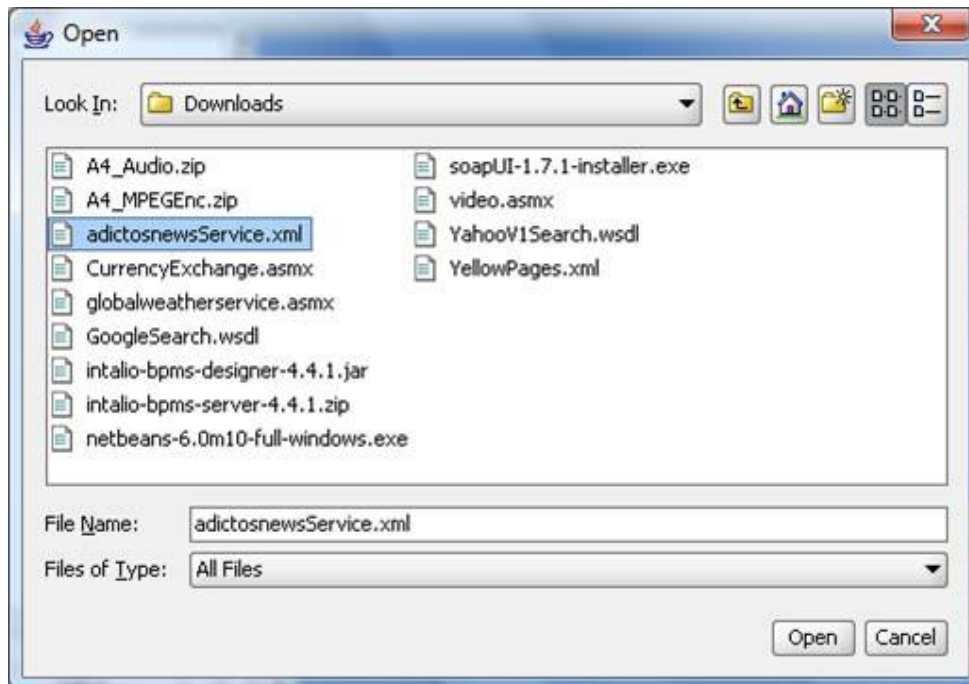 Open
Look In: Downloads
A4_Audio.zip
A4_MPEGEnc.zip
adictosnewsService.xml
CurrencyExchange.asmx
globalweatherservice.asmx
GoogleSearch.wsdl
intalio-bpms-designer-4.4.1.jar
intalio-bpms-server-4.4.1.zip
netbeans-6.0m10-full-windows.exe
soapUI-1.7.1-installer.exe
video.asmx
YahooV1Search.wsdl
YellowPages.xml
File Name: adictosnewsService.xml
Files of Type: All Files
Open Cancel